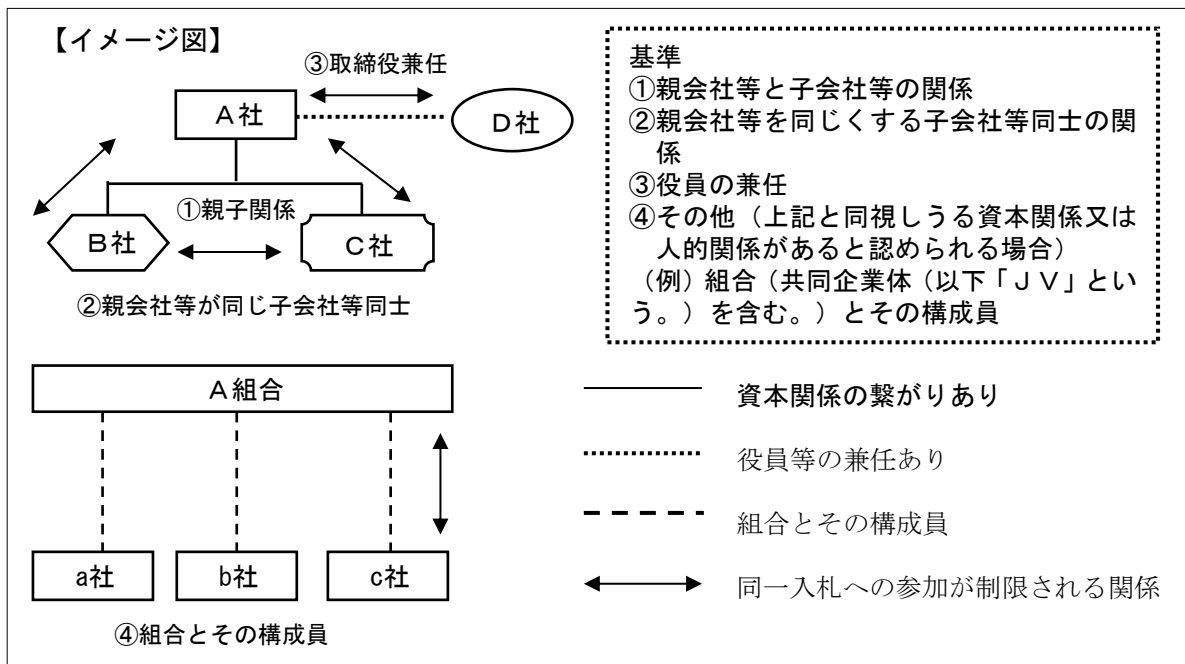 【イメージ図】
③取締役兼任
A社
D社
①親子関係
B社
C社
②親会社等が同じ子会社等同士
基準
①親会社等と子会社等の関係
②親会社等を同じくする子会社等同士の関
係
③役員の兼任
④その他（上記と同視しうる資本関係又は
人的関係があると認められる場合）
（例）組合（共同企業体（以下「ＪＶ」とい
う。）を含む。）とその構成員
A組合
a社
b社
c社
④組合とその構成員
資本関係の繋がりあり
役員等の兼任あり
組合とその構成員
同一入札への参加が制限される関係